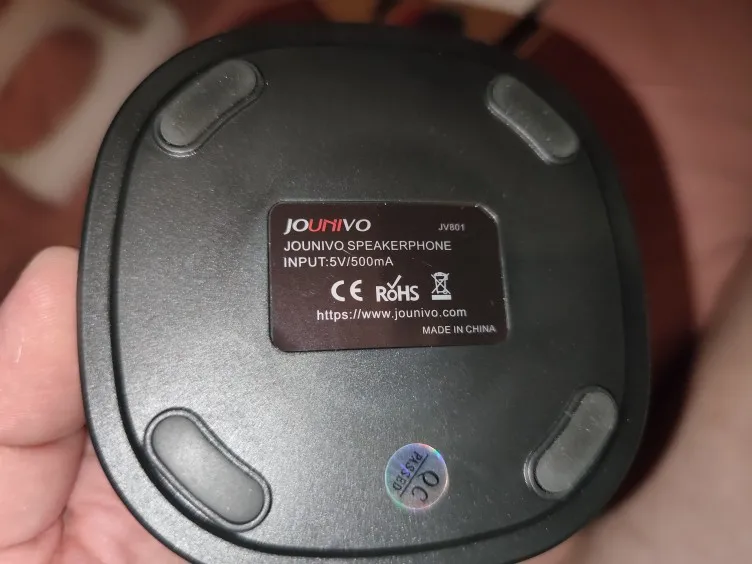 JOUNIVO JV801
JOUNIVO SPEAKERPHONE
INPUT:5V/500mA
CE RoHS
https://www.jounivo.com
MADE IN CHINA
QC
PASSED